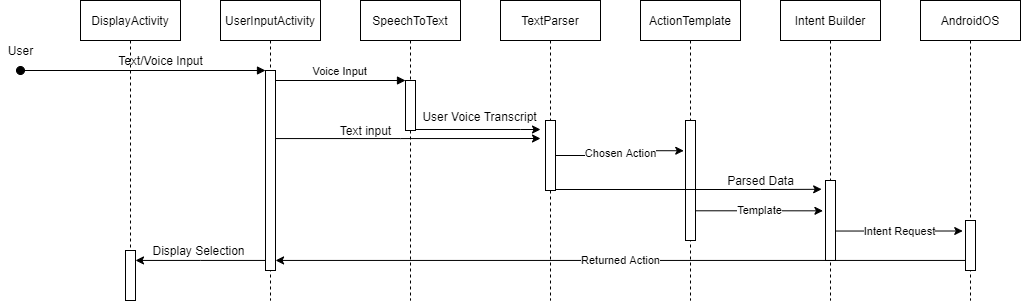 DisplayActivity
UserInputActivity
SpeechToText
TextParser
ActionTemplate
Intent Builder
AndroidOS
User
Text/Voice Input
Voice Input
User Voice Transcript
Text input
Chosen Action
Parsed Data
Template
Intent Request
Display Selection
Returned Action